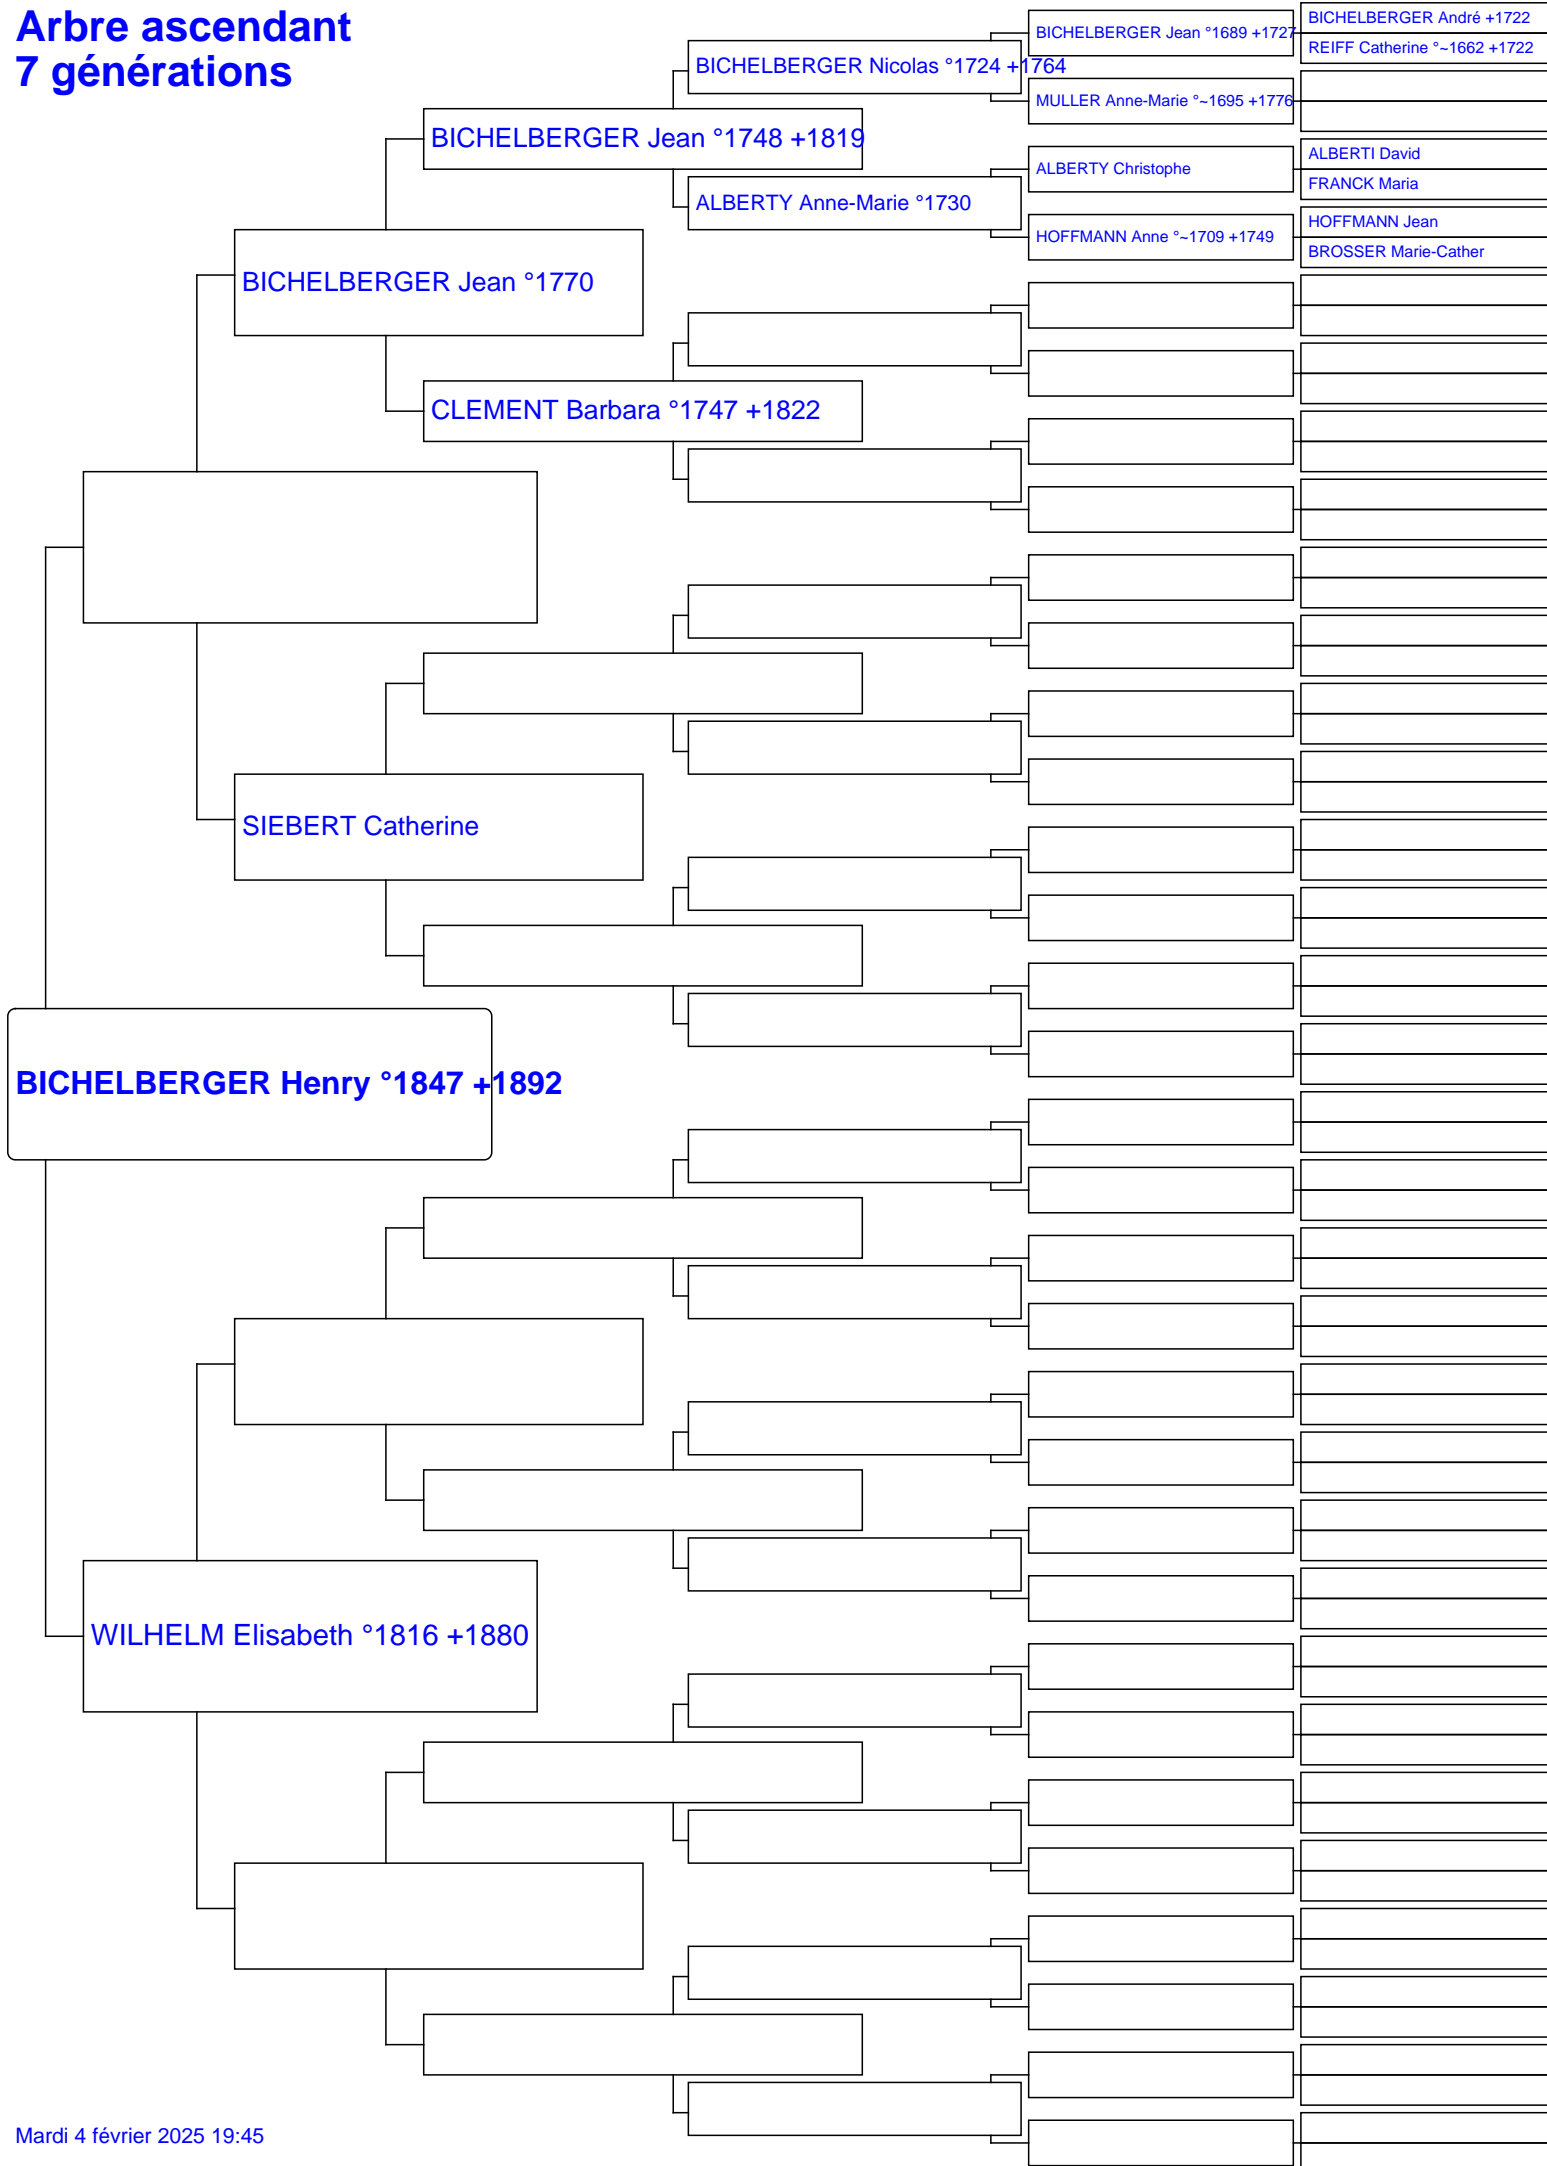 Arbre ascendant
7 générations
BICHELBERGER André +1722
BICHELBERGER Jean °1689 +1727
REIFF Catherine °~1662 +1722
BICHELBERGER Nicolas °1724 +1764
MULLER Anne-Marie °~1695 +1776
BICHELBERGER Jean °1748 +1819
ALBERTI David
ALBERTY Christophe
FRANCK Maria
ALBERTY Anne-Marie °1730
HOFFMANN Jean
HOFFMANN Anne °~1709 +1749
BROSSER Marie-Cather
BICHELBERGER Jean °1770
CLEMENT Barbara °1747 +1822
SIEBERT Catherine
BICHELBERGER Henry °1847 +1892
WILHELM Elisabeth °1816 +1880
Mardi 4 février 2025 19:45